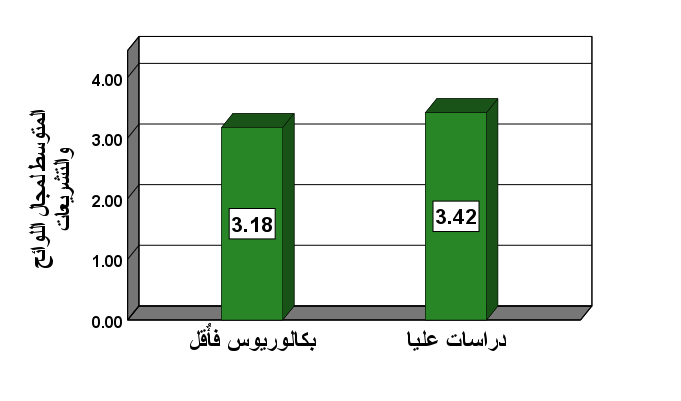 المتوسط لمجال اللوائح
والتشريعات
4.00
3.00
2.00
1.00
0.00
3.18
3.42
بكالوريوس فأقل
دراسات عليا